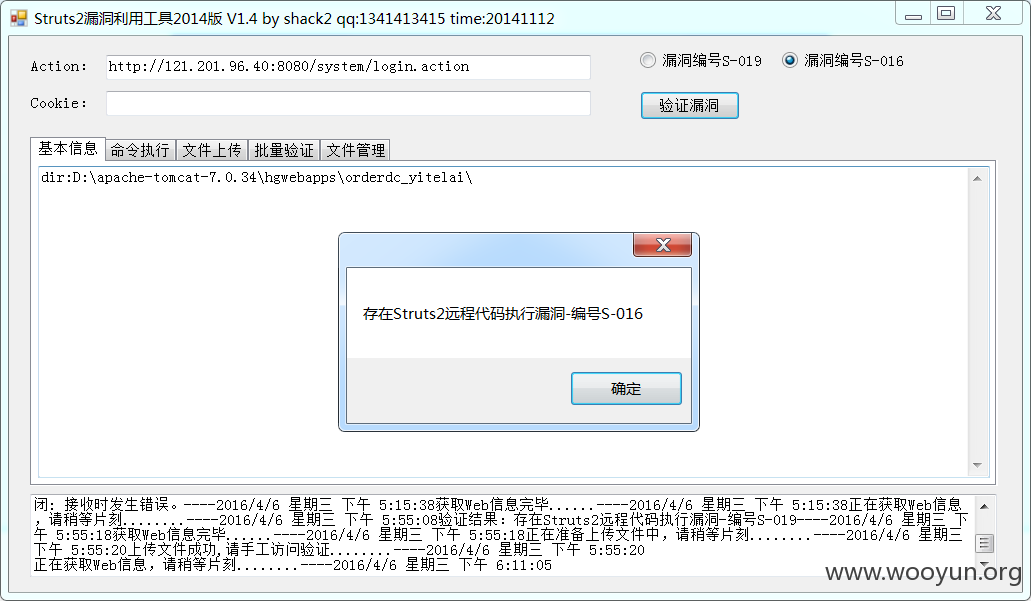 Struts2漏洞利用工具2014版 V1.4 by shack2 qq:1341413415 time:20141112
Action: http://121.201.96.40:8080/system/login.action
漏洞编号S-019 漏洞编号S-016
Cookie:
验证漏洞
基本信息 命令执行 文件上传 批量验证 文件管理
dir:D:\apache-tomcat-7.0.34\hgwebapps\orderdc_yitelai\
存在Struts2远程代码执行漏洞-编号S-016
确定
闭: 接收时发生错误。----2016/4/6 星期三 下午 5:15:38获取Web信息完毕......----2016/4/6 星期三 下午 5:15:38正在获取Web信息
，请稍等片刻........----2016/4/6 星期三 下午 5:55:08验证结果：存在Struts2远程代码执行漏洞-编号S-019----2016/4/6 星期三 下
午 5:55:18获取Web信息完毕......----2016/4/6 星期三 下午 5:55:18正在准备上传文件中，请稍等片刻........----2016/4/6 星期三
下午 5:55:20上传文件成功,请手工访问验证........----2016/4/6 星期三 下午 5:55:20
正在获取Web信息，请稍等片刻........----2016/4/6 星期三 下午 6:11:05
www.wooyun.org